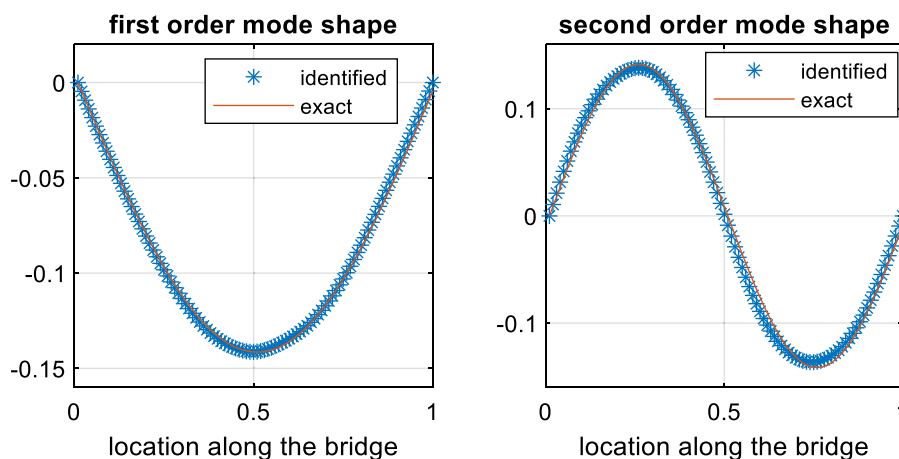 first order mode shape
identified
exact
0
-0.05
-0.1
-0.15
0
0.5
1
location along the bridge
second order mode shape
identified
exact
0.1
0
-0.1
0
0.5
1
location along the bridge